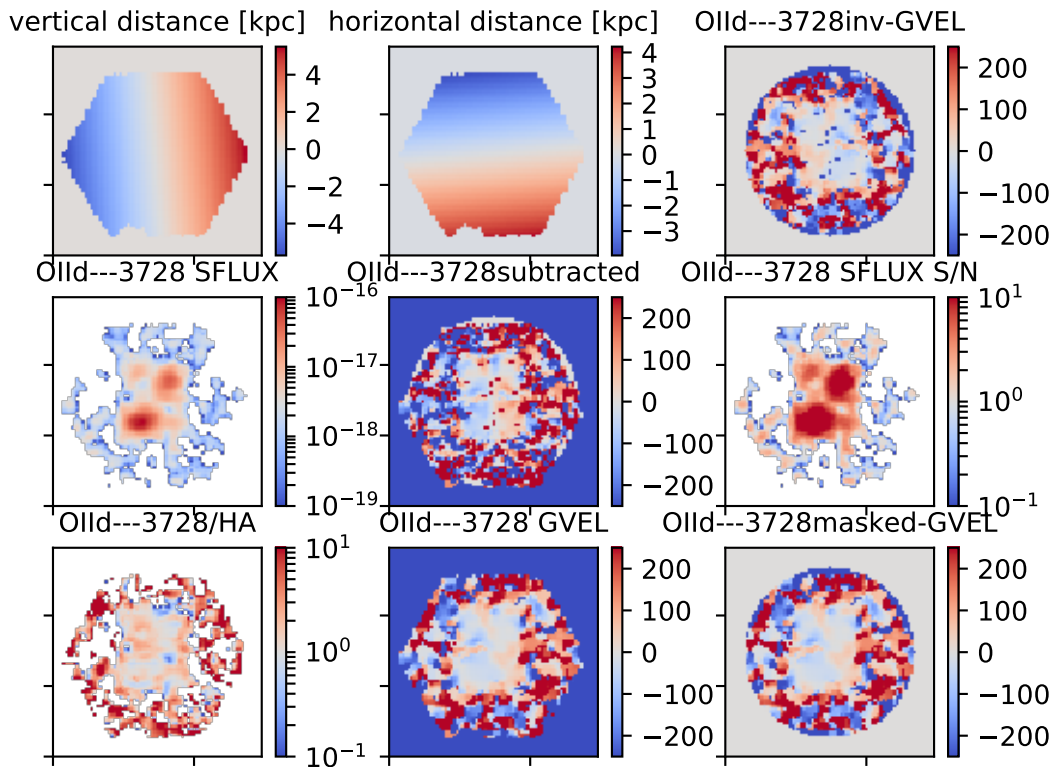 vertical distance [kpc] horizontal distance [kpc] OIId---3728inv-GVEL
4 4 200
2 3 100
0 2 0
−2 1 −100
−4 0 −200
−1
−2
−3
OIId---3728 SFLUX OIId---3728subtracted OIId---3728 SFLUX S/N
10⁻¹⁶ 200 10¹
10⁻¹⁷ 100 10⁰
10⁻¹⁸ 0 10⁻¹
10⁻¹⁹ −100
−200
OIId---3728/HA OIId---3728 GVEL OIId---3728masked-GVEL
10¹ 200 200
10⁰ 100 100
10⁻¹ 0 0
−100 −100
−200 −200